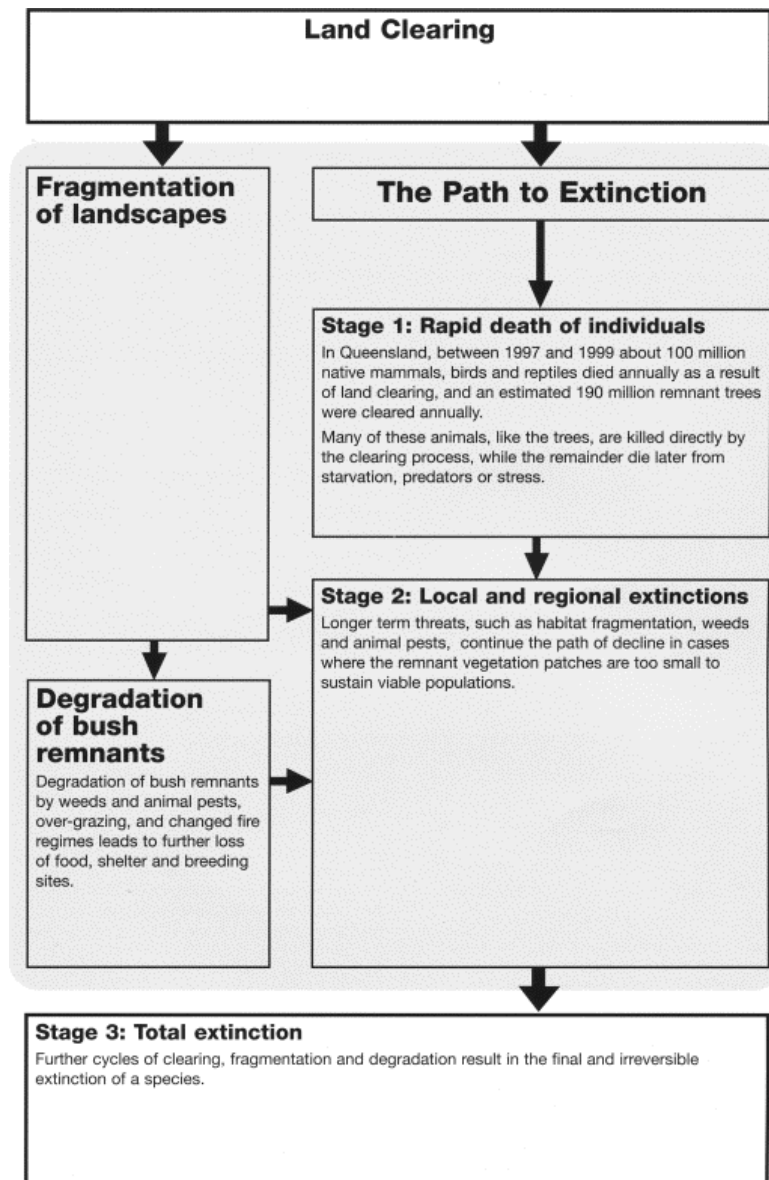 Land Clearing
Fragmentation
of landscapes
The Path to Extinction
Stage 1: Rapid death of individuals
In Queensland, between 1997 and 1999 about 100 million
native mammals, birds and reptiles died annually as a result
of land clearing, and an estimated 190 million remnant trees
were cleared annually.
Many of these animals, like the trees, are killed directly by
the clearing process, while the remainder die later from
starvation, predators or stress.
Stage 2: Local and regional extinctions
Longer term threats, such as habitat fragmentation, weeds
and animal pests, continue the path of decline in cases
where the remnant vegetation patches are too small to
sustain viable populations.
Degradation
of bush
remnants
Degradation of bush remnants
by weeds and animal pests,
over-grazing, and changed fire
regimes leads to further loss
of food, shelter and breeding
sites.
Stage 3: Total extinction
Further cycles of clearing, fragmentation and degradation result in the final and irreversible
extinction of a species.